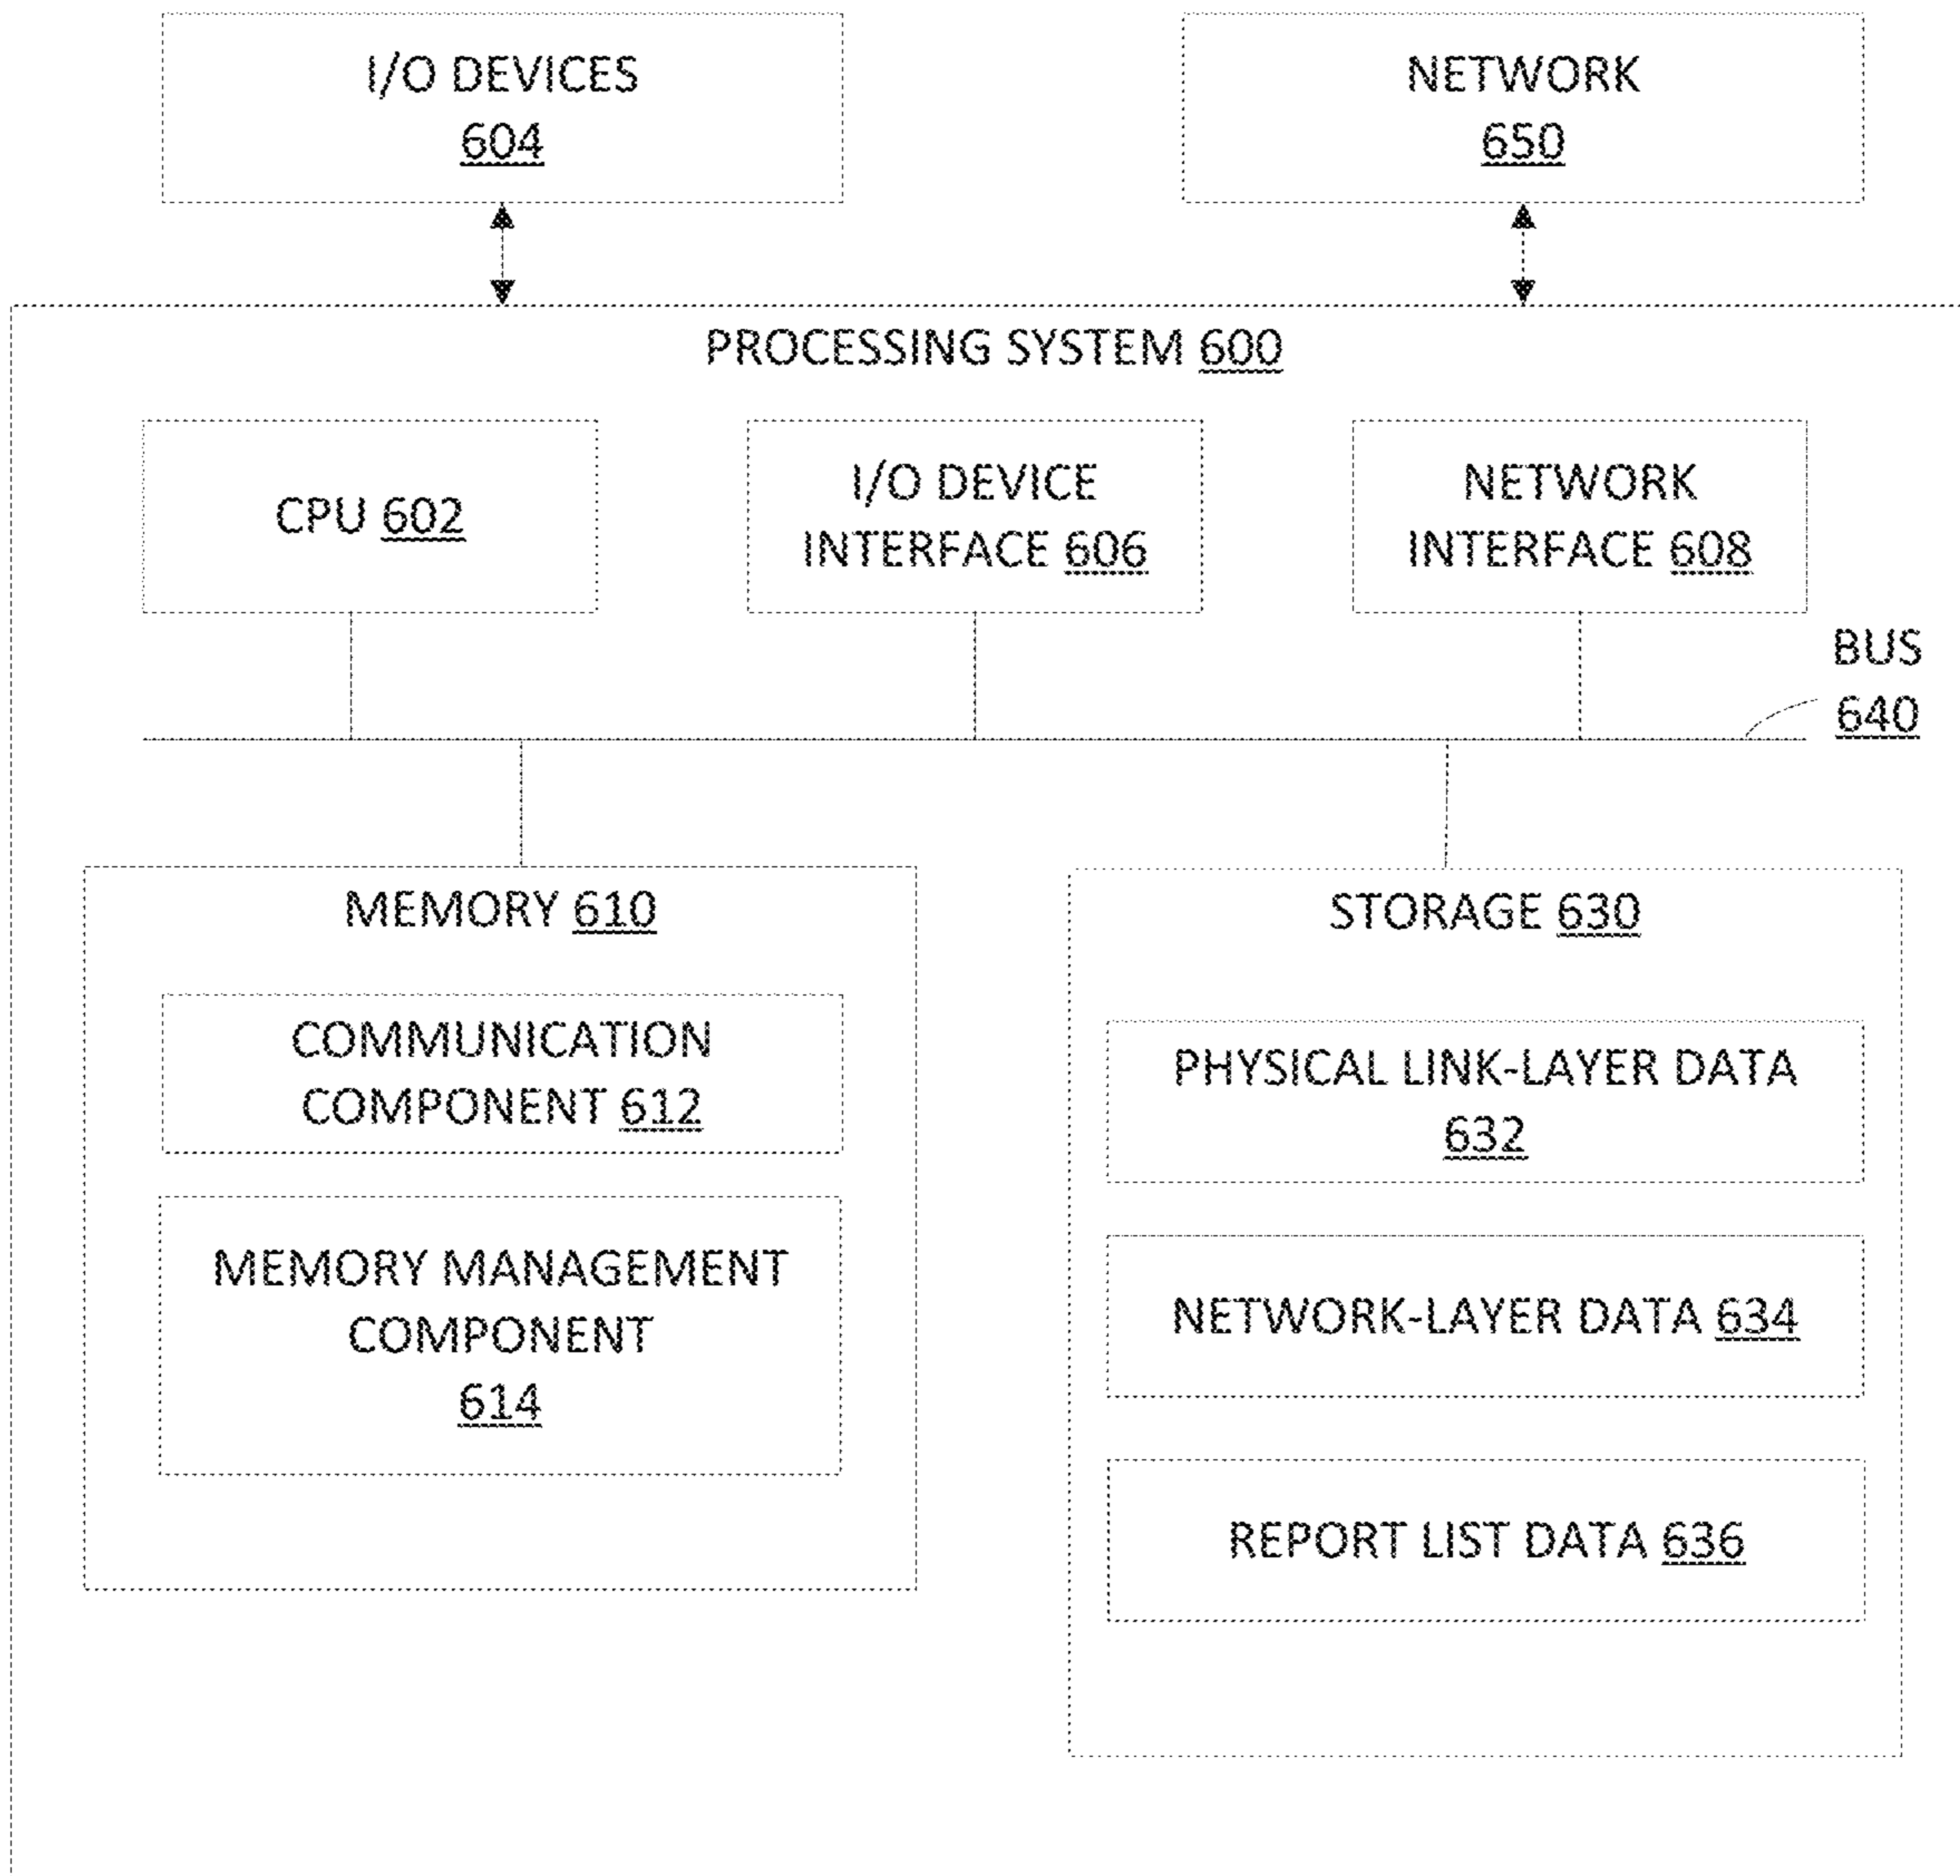 I/O DEVICES
604
NETWORK
650
PROCESSING SYSTEM 600
CPU 602
I/O DEVICE
INTERFACE 606
NETWORK
INTERFACE 608
BUS
640
MEMORY 610
COMMUNICATION
COMPONENT 612
MEMORY MANAGEMENT
COMPONENT
614
STORAGE 630
PHYSICAL LINK-LAYER DATA
632
NETWORK-LAYER DATA 634
REPORT LIST DATA 636